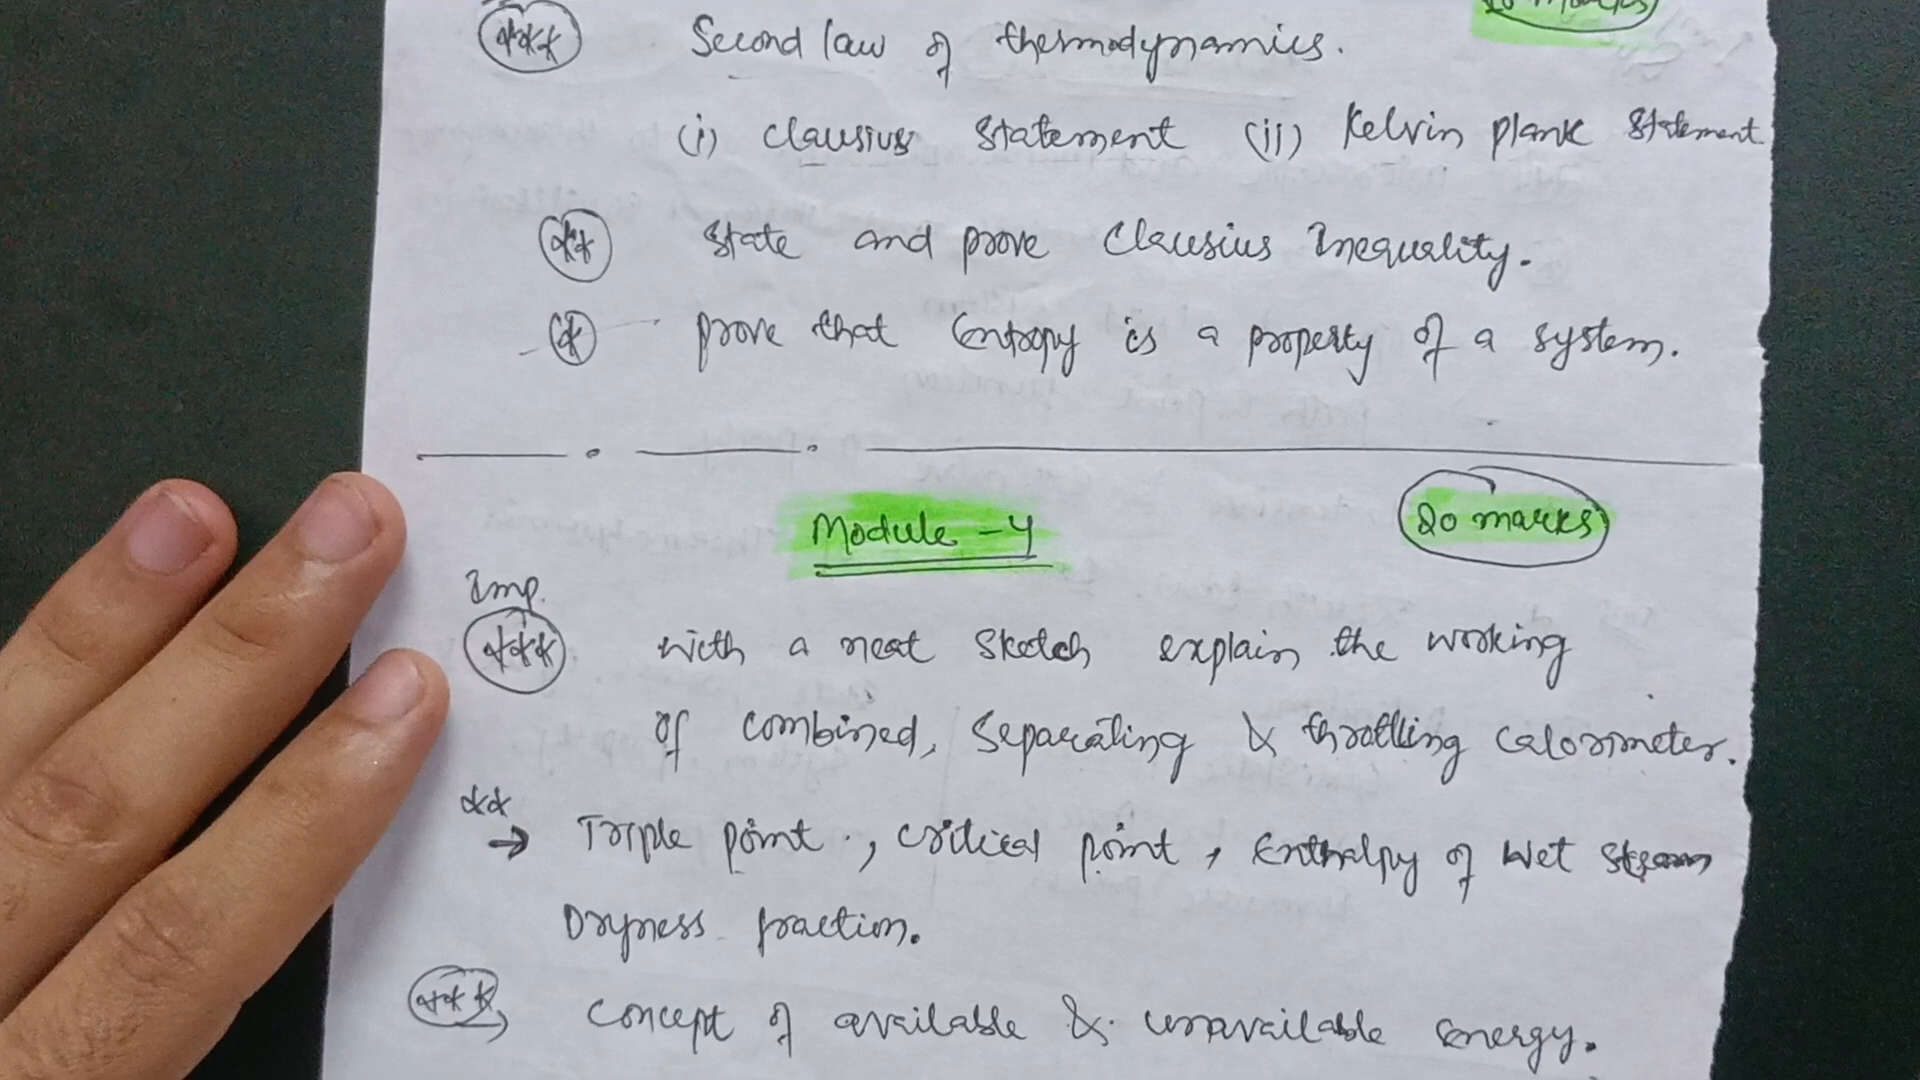 20 marks
*** Second law of thermodynamics.
(i) Clausius statement (ii) Kelvin plank statement
** State and prove Clausius Inequality.
* prove that Entropy is a property of a system.
Module - 4
20 marks
Imp.
*** with a neat sketch explain the working
of combined, separating & throttling calorimeter.
**
→ Triple point, critical point, Enthalpy of wet steam
Dryness fraction.
*** concept of available & unavailable energy.